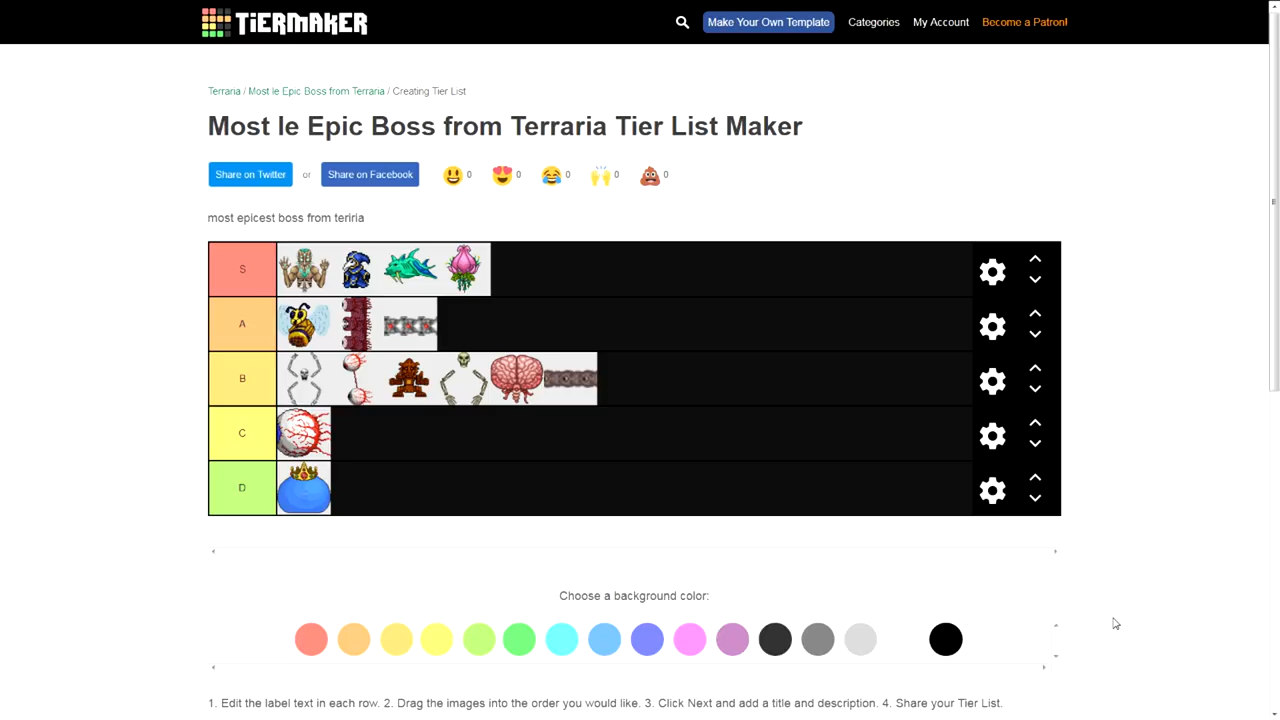 TiERMAKER
Make Your Own Template
Categories
My Account
Become a Patron!
Terraria / Most le Epic Boss from Terraria / Creating Tier List
Most le Epic Boss from Terraria Tier List Maker
Share on Twitter
or
Share on Facebook
0
0
0
0
0
most epicest boss from teriria
S
A
B
C
D
Choose a background color:
1. Edit the label text in each row. 2. Drag the images into the order you would like. 3. Click Next and add a title and description. 4. Share your Tier List.